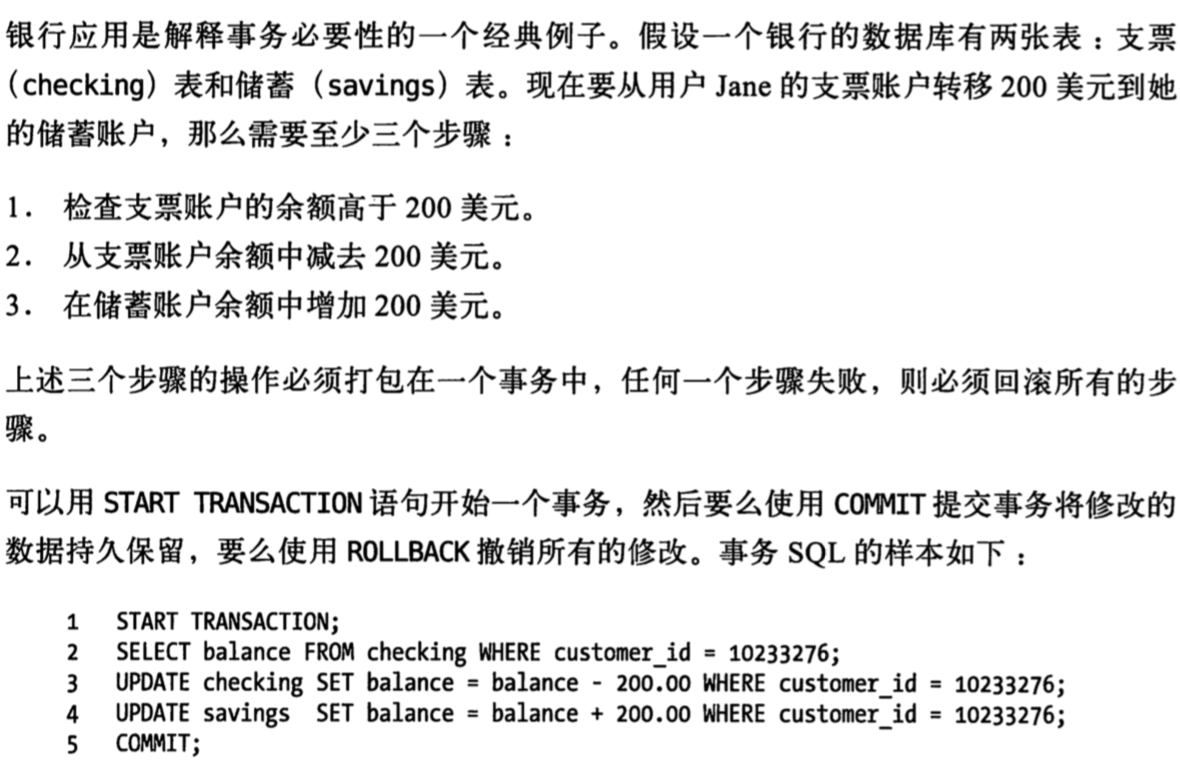 银行应用是解释事务必要性的一个经典例子。假设一个银行的数据库有两张表：支票
（checking）表和储蓄（savings）表。现在要从用户 Jane 的支票账户转移 200 美元到她
的储蓄账户，那么需要至少三个步骤：
1. 检查支票账户的余额高于 200 美元。
2. 从支票账户余额中减去 200 美元。
3. 在储蓄账户余额中增加 200 美元。
上述三个步骤的操作必须打包在一个事务中，任何一个步骤失败，则必须回滚所有的步
骤。
可以用 START TRANSACTION 语句开始一个事务，然后要么使用 COMMIT 提交事务将修改的
数据持久保留，要么使用 ROLLBACK 撤销所有的修改。事务 SQL 的样本如下：
1 START TRANSACTION;
2 SELECT balance FROM checking WHERE customer_id = 10233276;
3 UPDATE checking SET balance = balance - 200.00 WHERE customer_id = 10233276;
4 UPDATE savings SET balance = balance + 200.00 WHERE customer_id = 10233276;
5 COMMIT;